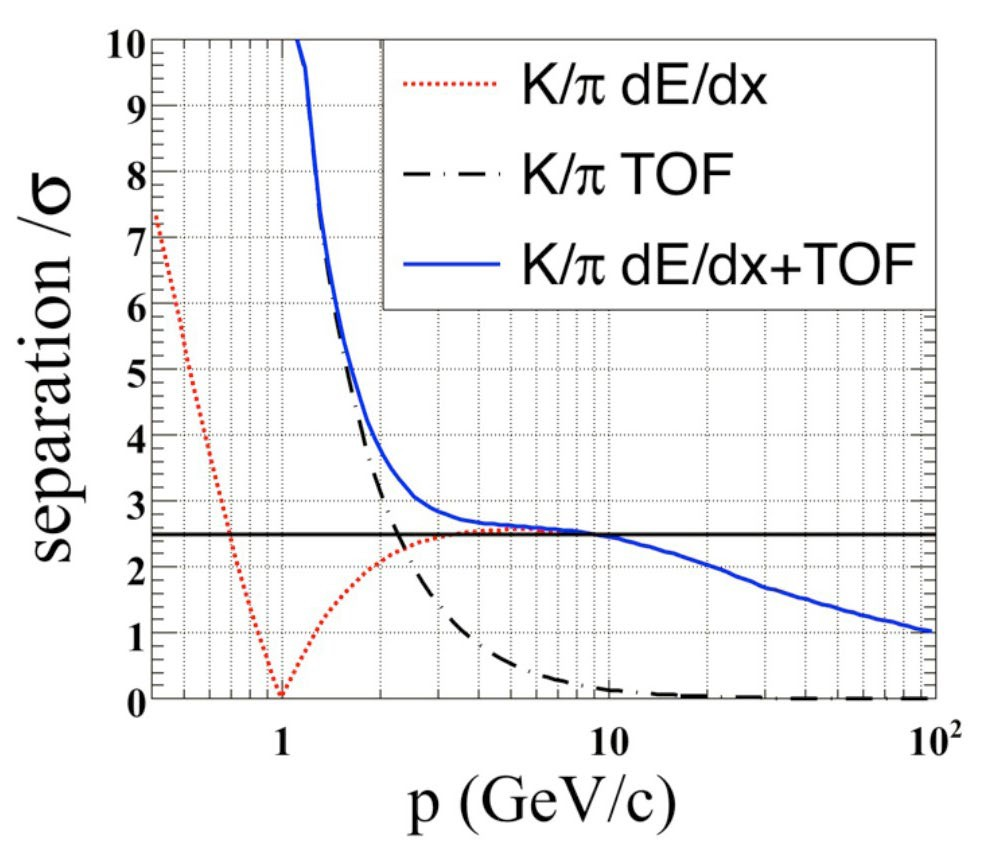 10
9
8
7
6
5
4
3
2
1
0
separation /σ
K/π dE/dx
K/π TOF
K/π dE/dx+TOF
1 10 10²
p (GeV/c)